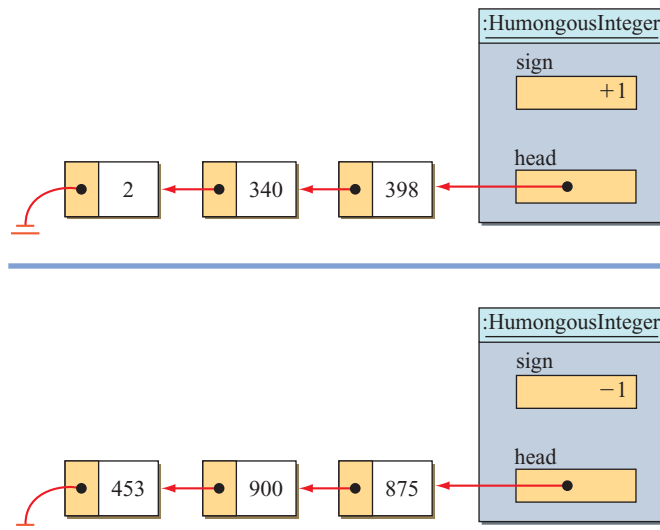 :HumongousInteger
sign
+1
head
2 340 398
:HumongousInteger
sign
−1
head
453 900 875